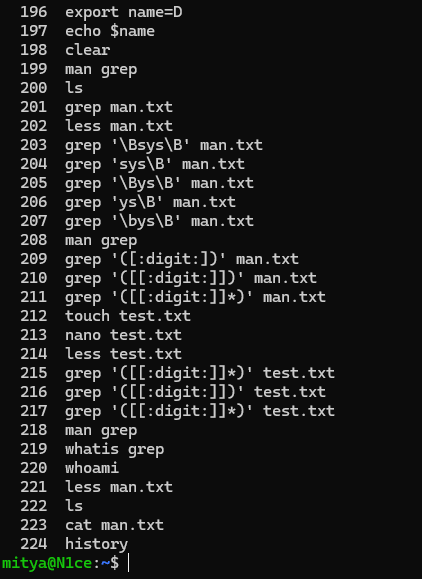 196 export name=D
197 echo $name
198 clear
199 man grep
200 ls
201 grep man.txt
202 less man.txt
203 grep '\Bsys\B' man.txt
204 grep 'sys\B' man.txt
205 grep '\Bys\B' man.txt
206 grep 'ys\B' man.txt
207 grep '\bys\B' man.txt
208 man grep
209 grep '([:digit:])' man.txt
210 grep '([[:digit:]])' man.txt
211 grep '([[:digit:]]*)' man.txt
212 touch test.txt
213 nano test.txt
214 less test.txt
215 grep '([[:digit:]]*)' test.txt
216 grep '([[:digit:]])' test.txt
217 grep '([[:digit:]]*)' test.txt
218 man grep
219 whatis grep
220 whoami
221 less man.txt
222 ls
223 cat man.txt
224 history
mitya@N1ce:~$